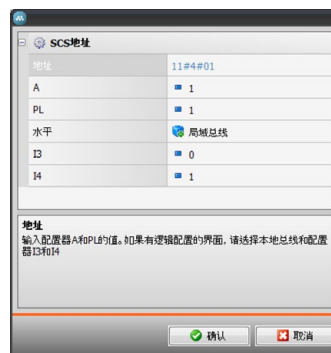 SCS地址
地址 11#4#01
A 1
PL 1
水平 局域总线
I3 0
I4 1
地址
输入配置器A和PL的值。如果有逻辑配置的界面, 请选择本地总线和配置
器I3和I4
确认 取消